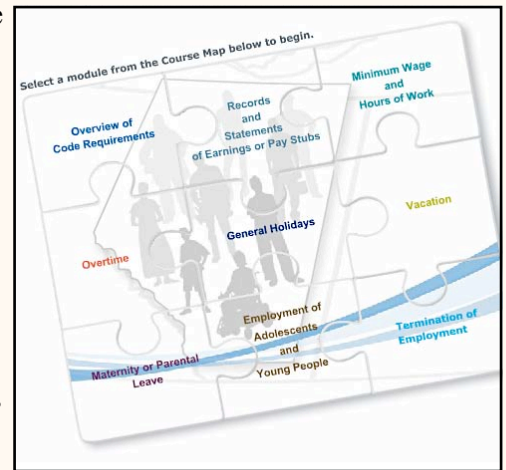 Select a module from the Course Map below to begin.
Overview of
Code Requirements
Records
and
Statements
of Earnings or Pay Stubs
Minimum Wage
and
Hours of Work
Overtime
General Holidays
Vacation
Maternity or Parental
Leave
Employment of
Adolescents
and
Young People
Termination of
Employment